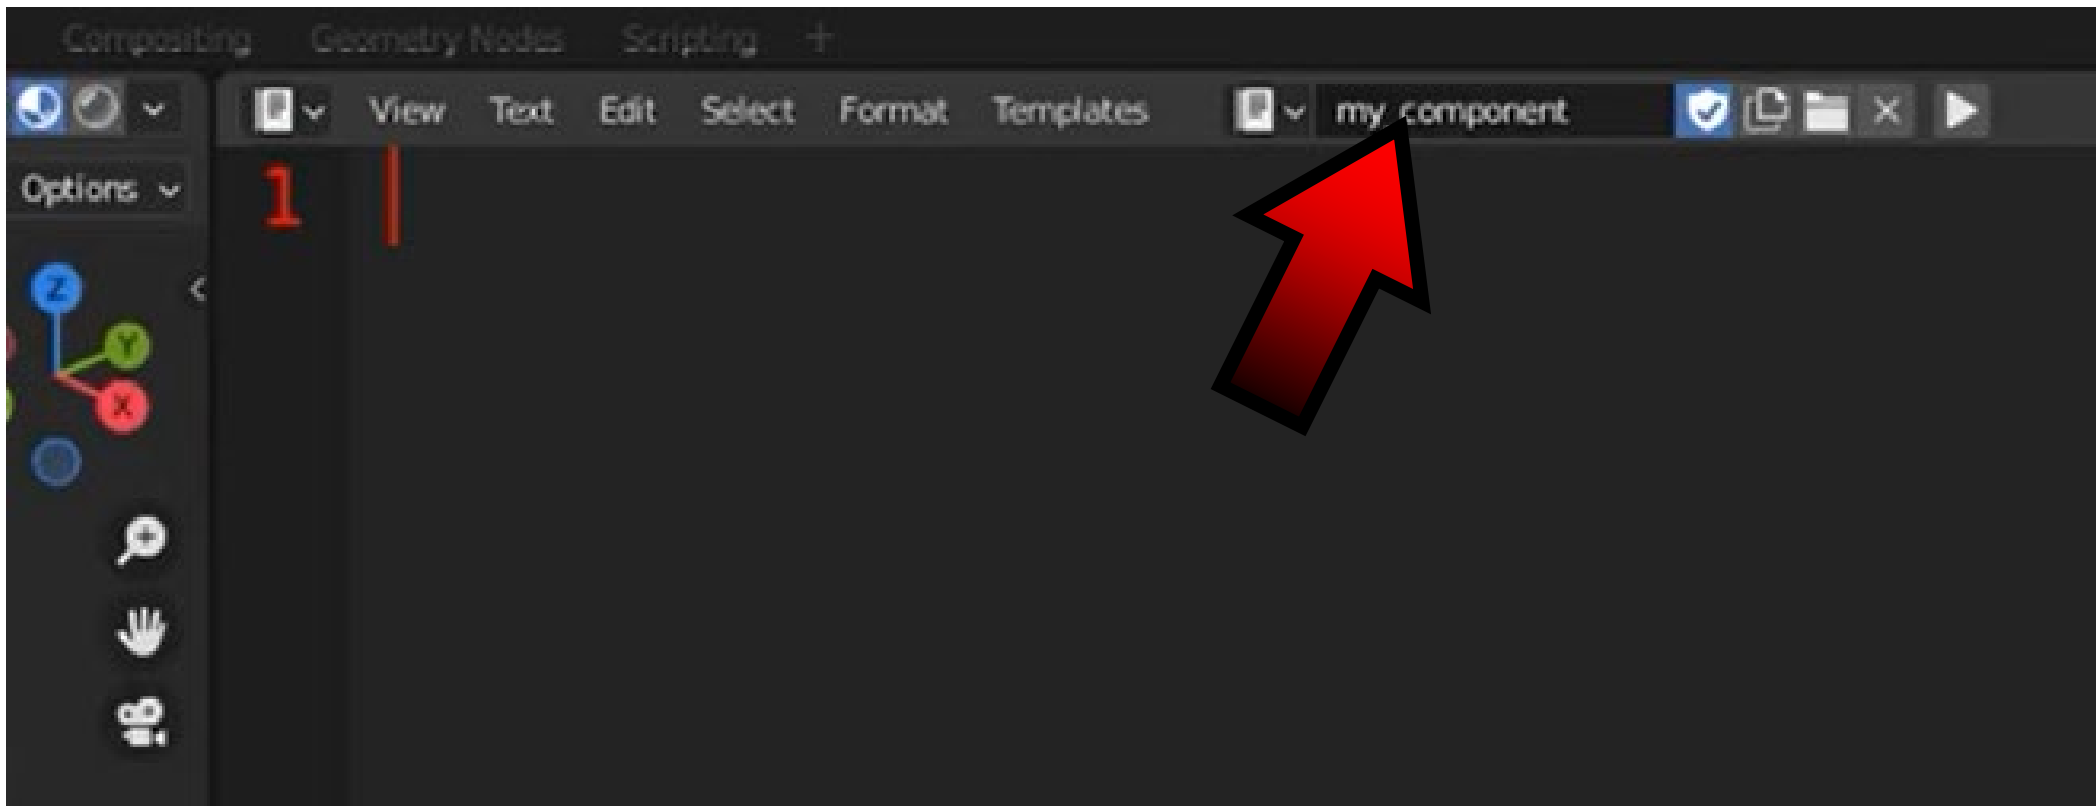 Compositing Geometry Nodes Scripting +
View Text Edit Select Format Templates my_component
Options
1
Z
Y
X